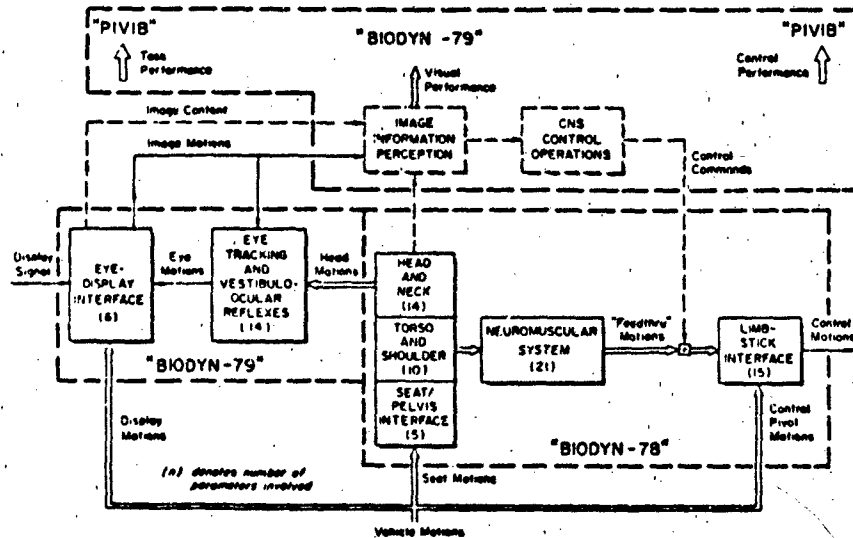 "PIVIB"
"BIODYN-79"
"PIVIB"
Task
Performance
Visual
Performance
Control
Performance
Image Content
Image Motions
IMAGE
INFORMATION
PERCEPTION
CNS
CONTROL
OPERATIONS
Control
Commands
Display
Signal
EYE-
DISPLAY
INTERFACE
(6)
Eye
Motions
EYE
TRACKING
AND
VESTIBULO-
OCULAR
REFLEXES
(14)
Head
Motions
HEAD
AND
NECK
(14)
TORSO AND
SHOULDER
(10)
SEAT/
PELVIS
INTERFACE
(5)
NEUROMUSCULAR
SYSTEM
(21)
"Feedthru"
Motions
LIMB-
STICK
INTERFACE
(15)
Control
Motions
"BIODYN-79"
Display
Motions
Control
Pivot
Motions
"BIODYN-78"
(n) denotes number of
parameters involved
Seat Motions
Vehicle Motions